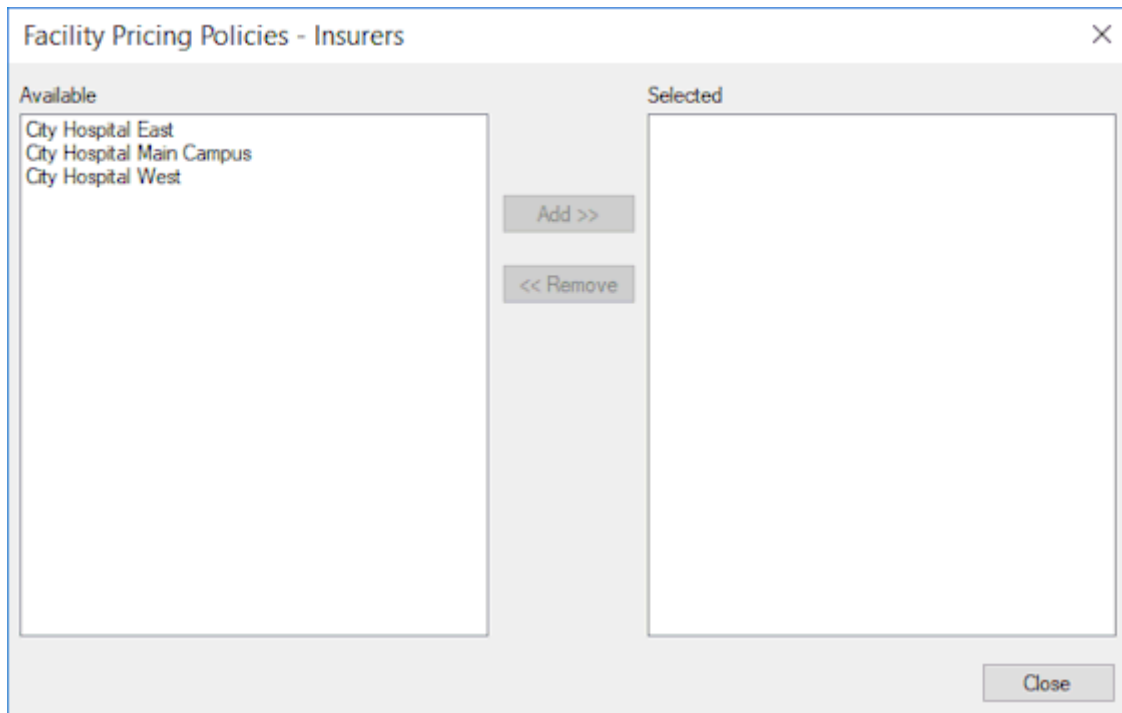 Facility Pricing Policies - Insurers
Available
Selected
City Hospital East
City Hospital Main Campus
City Hospital West
Add >>
<< Remove
Close